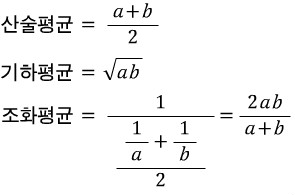 산술평균 = (a+b)/2
기하평균 = √(ab)
조화평균 = 1/((1/a + 1/b)/2) = 2ab/(a+b)